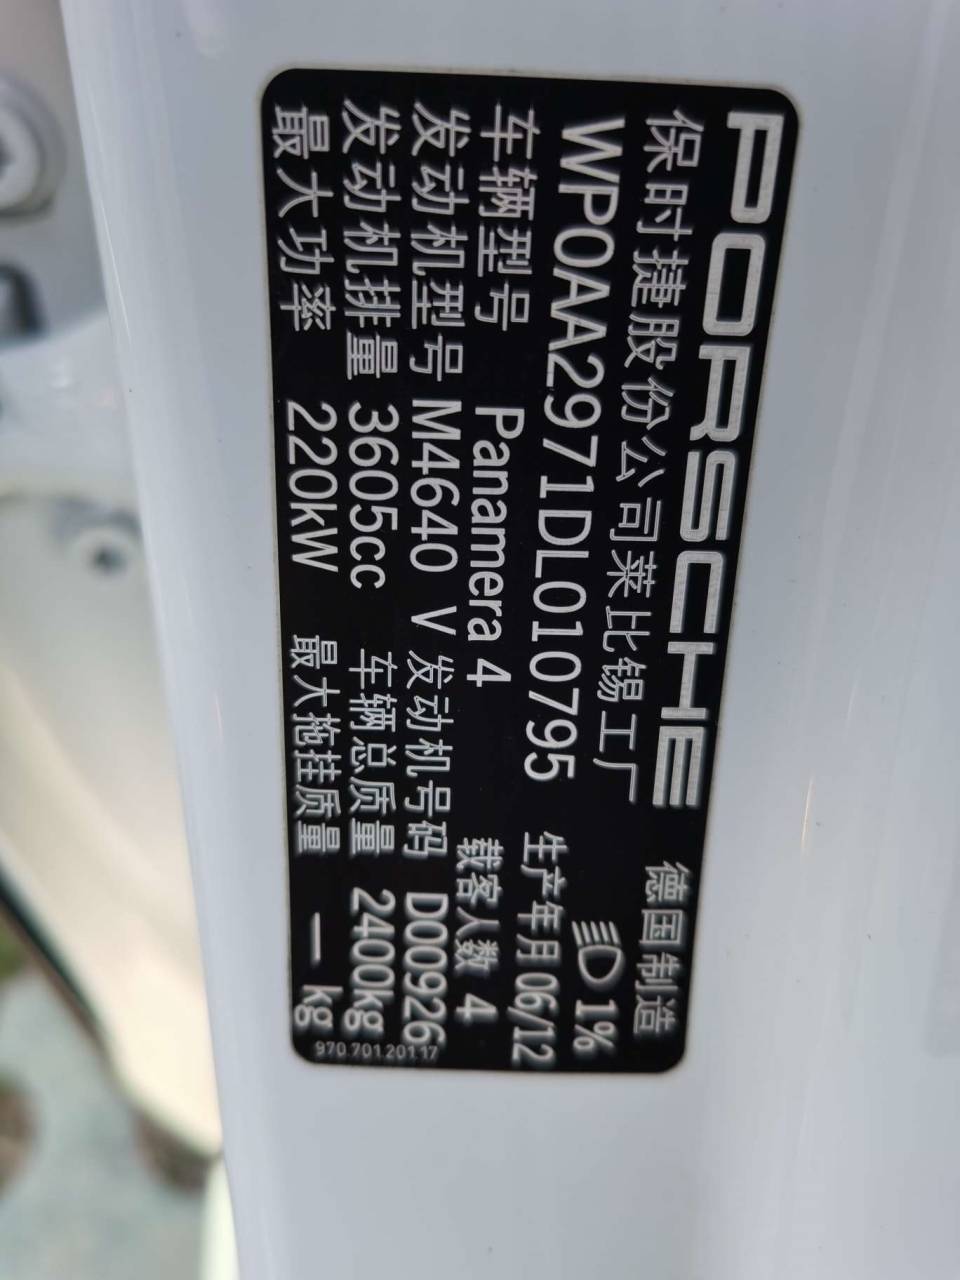 PORSCHE 德国制造
保时捷股份公司莱比锡工厂 1%
WP0AA2971DL010795 生产年月 06/12
车辆型号 Panamera 4 载客人数 4
发动机型号 M4640 V 发动机号码 D00926
发动机排量 3605cc 车辆总质量 2400kg
最大功率 220kW 最大拖挂质量 — kg
970.701.201.17